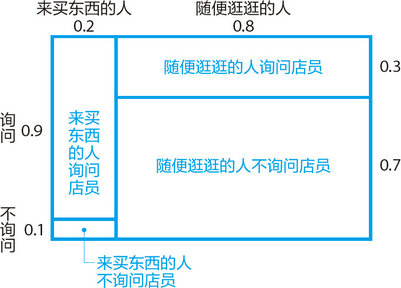 来买东西的人
0.2
随便逛逛的人
0.8
随便逛逛的人询问店员
0.3
询问
0.9
来买
东西
的人
询问
店员
随便逛逛的人不询问店员
0.7
不询问
0.1
来买东西的人
不询问店员